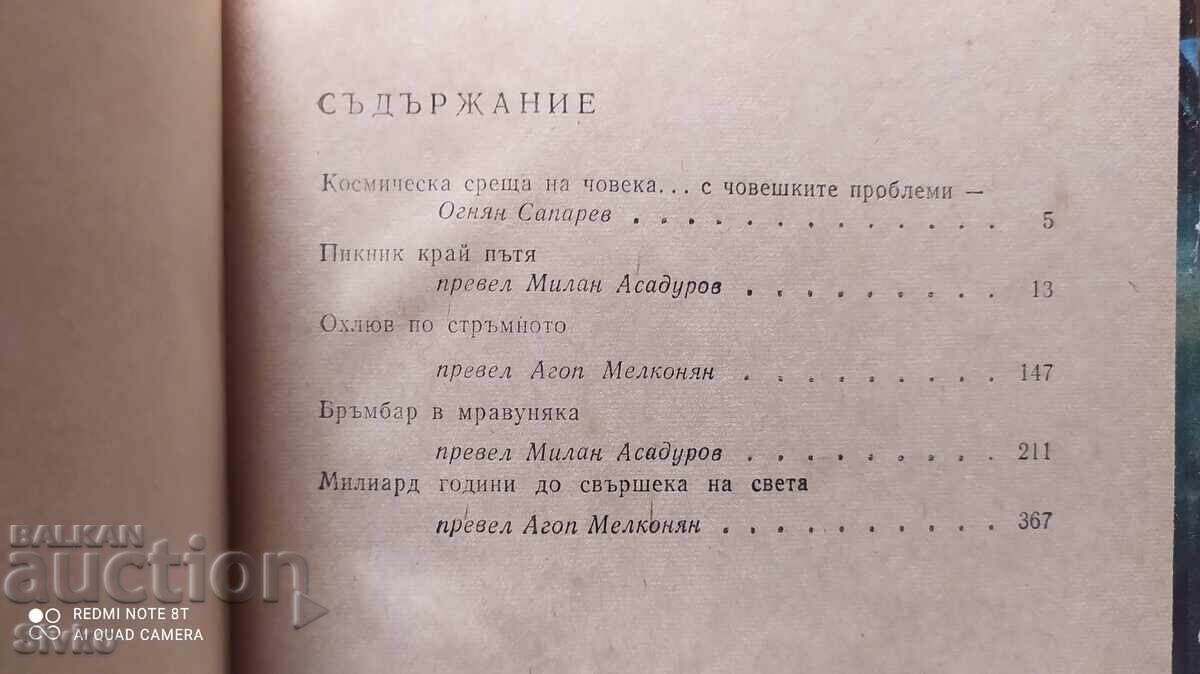 СЪДЪРЖАНИЕ
Космическа среща на човека... с човешките проблеми —
Огнян Сапарев . . . . . . . . . . . . . 5
Пикник край пътя
превел Милан Асадуров . . . . . . . . . 13
Охлюв по стръмното
превел Агоп Мелконян . . . . . . . . . 147
Бръмбар в мравуняка
превел Милан Асадуров . . . . . . . . . 211
Милиард години до свършека на света
превел Агоп Мелконян . . . . . . . . . . 367
BALKAN
auction
REDMI NOTE 8T
AI QUAD CAMERA
Sivko